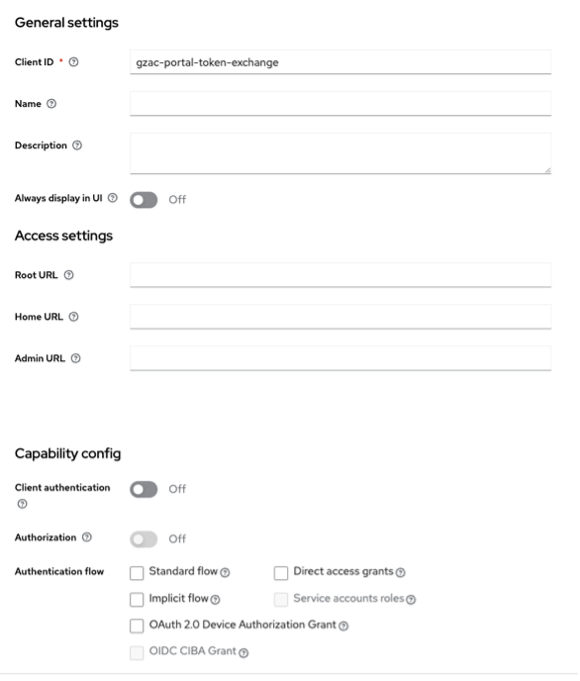 General settings
Client ID * gzac-portal-token-exchange
Name
Description
Always display in UI Off
Access settings
Root URL
Home URL
Admin URL
Capability config
Client authentication Off
Authorization Off
Authentication flow Standard flow Direct access grants
Implicit flow Service accounts roles
OAuth 2.0 Device Authorization Grant
OIDC CIBA Grant